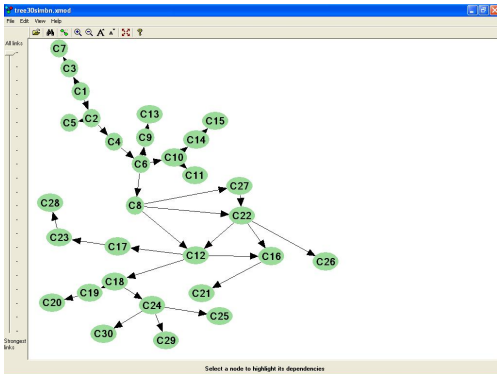 tree30simbn.xmod
File Edit View Help
All links
C7
C3
C1
C13
C15
C5 C2
C9
C14
C4
C6 C10
C11
C27
C28
C8
C22
C23
C17
C12
C16
C26
C18
C19
C21
C20
C24
C25
C30
C29
Strongest
links
Select a node to highlight its dependencies